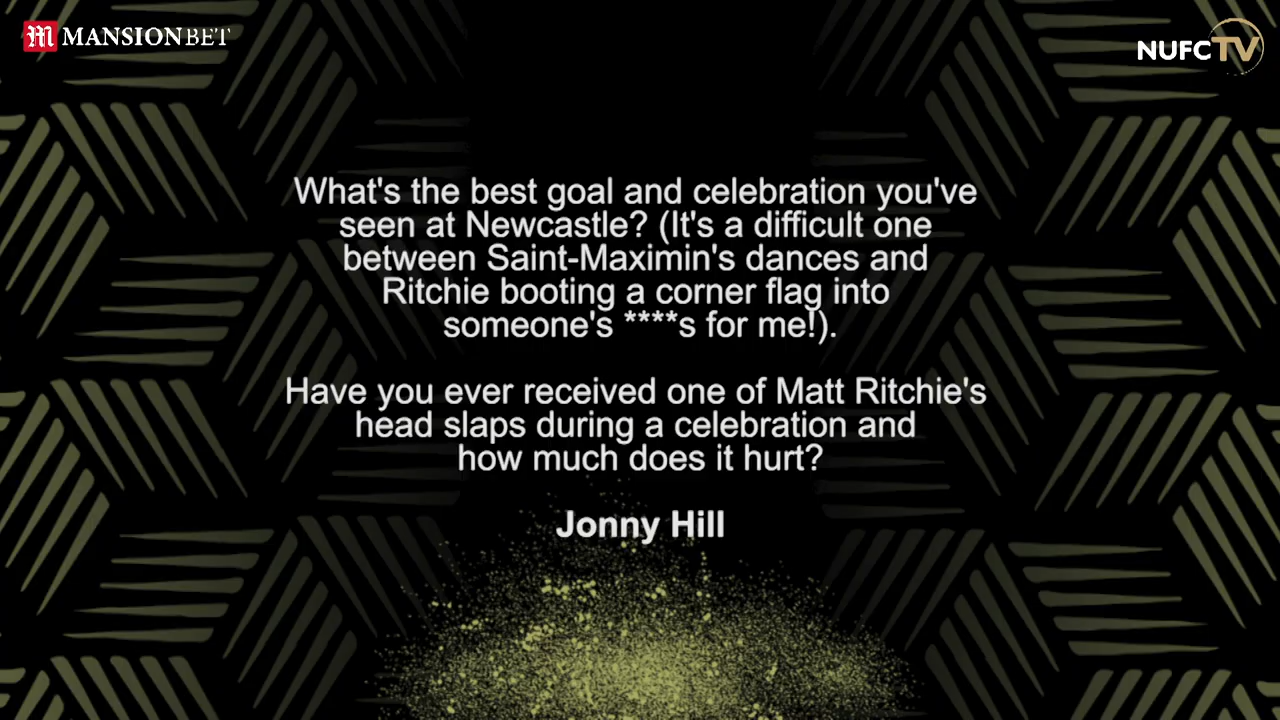 MANSIONBET
NUFCTV
What's the best goal and celebration you've
seen at Newcastle? (It's a difficult one
between Saint-Maximin's dances and
Ritchie booting a corner flag into
someone's ****s for me!).
Have you ever received one of Matt Ritchie's
head slaps during a celebration and
how much does it hurt?
Jonny Hill